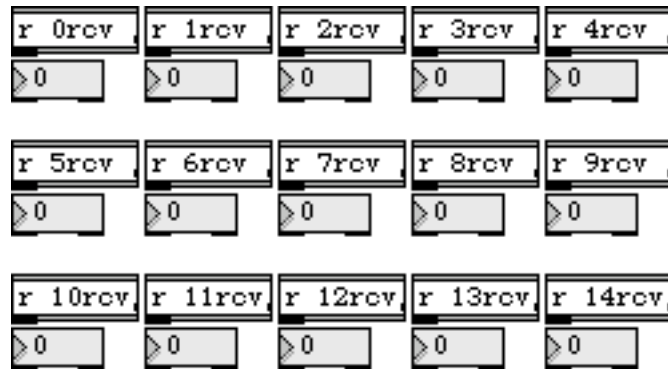 r 0rcv r 1rcv r 2rcv r 3rcv r 4rcv
0 0 0 0 0
r 5rcv r 6rcv r 7rcv r 8rcv r 9rcv
0 0 0 0 0
r 10rcv r 11rcv r 12rcv r 13rcv r 14rcv
0 0 0 0 0